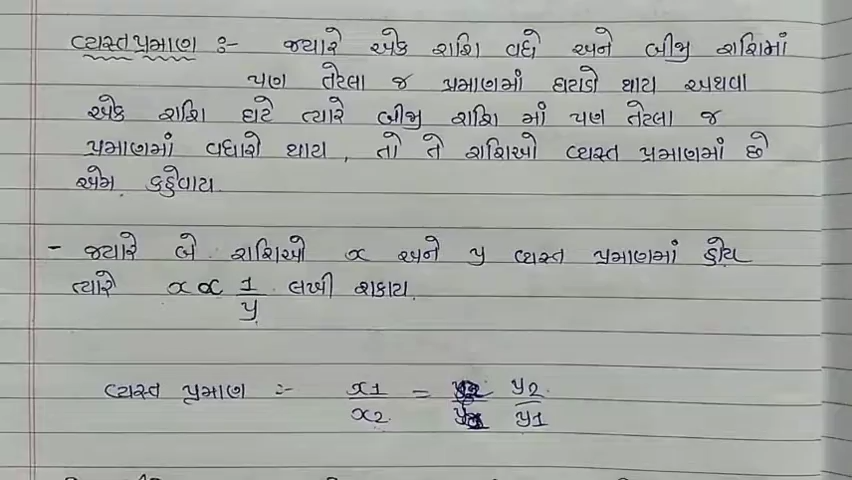 વ્યસ્ત પ્રમાણ :- જ્યારે એક રાશિ વધે અને બીજી રાશિમાં
પણ તેટલા જ પ્રમાણમાં ઘટાડો થાય અથવા
એક રાશિ ઘટે ત્યારે બીજી રાશિ માં પણ તેટલા જ
પ્રમાણમાં વધારો થાય, તો તે રાશિઓ વ્યસ્ત પ્રમાણમાં છે
એમ કહેવાય.
- જ્યારે બે રાશિઓ x અને y વ્યસ્ત પ્રમાણમાં હોય
ત્યારે x ∝ 1/y લખી શકાય.
વ્યસ્ત પ્રમાણ :- x1/x2 = y2/y1